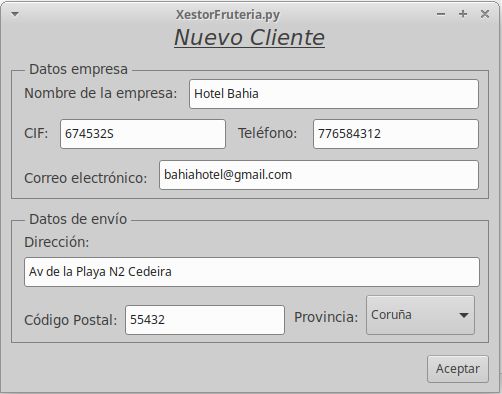 XestorFruteria.py
Nuevo Cliente
Datos empresa
Nombre de la empresa: Hotel Bahia
CIF: 674532S Teléfono: 776584312
Correo electrónico: bahiahotel@gmail.com
Datos de envío
Dirección:
Av de la Playa N2 Cedeira
Código Postal: 55432 Provincia: Coruña
Aceptar